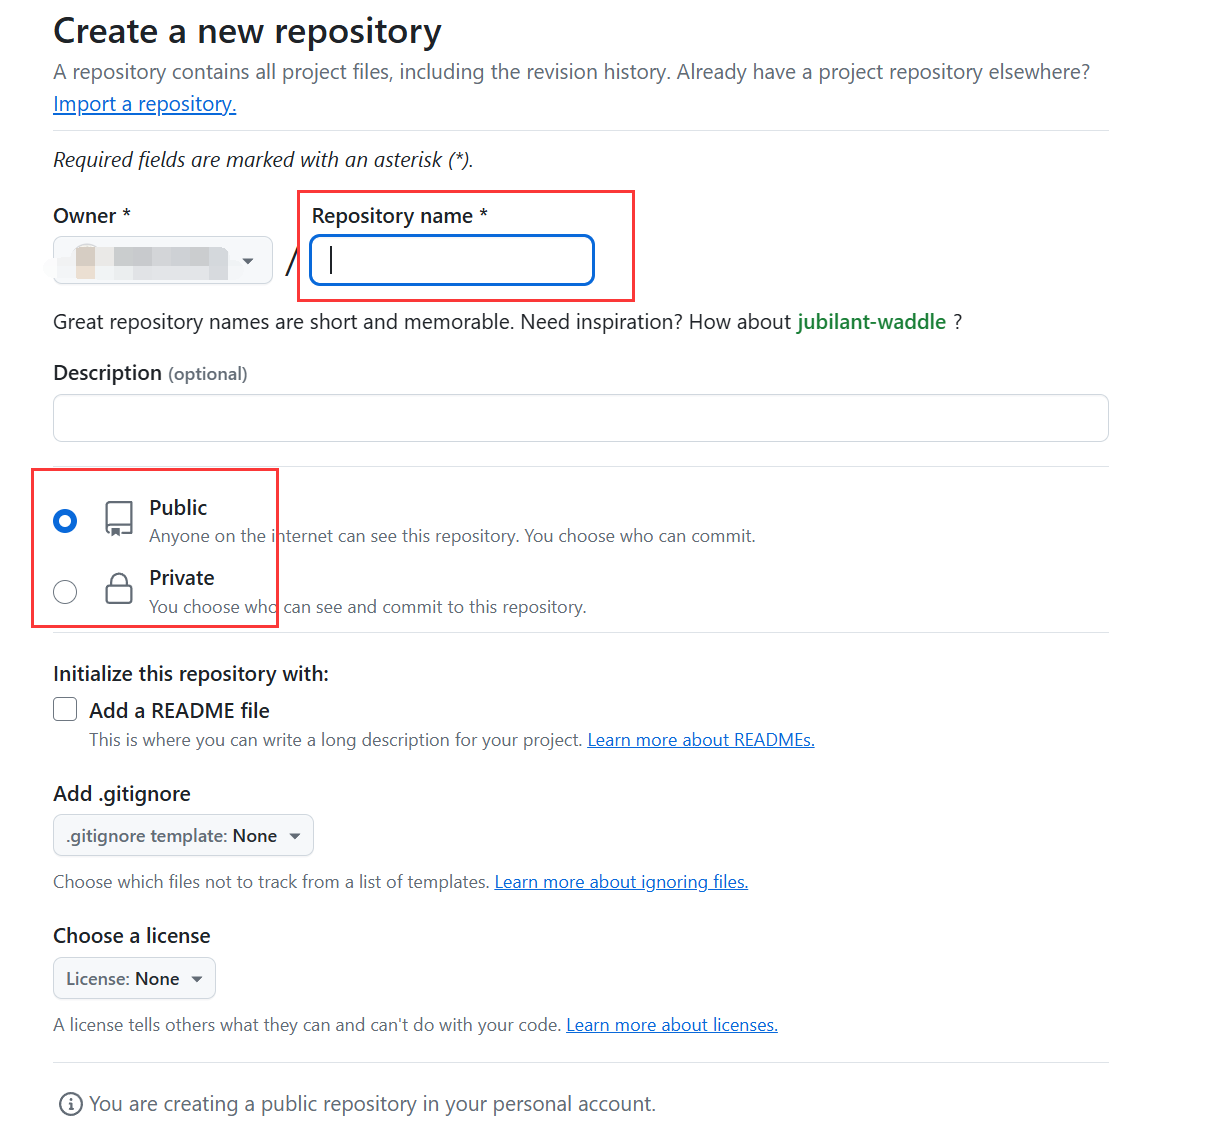 Create a new repository
A repository contains all project files, including the revision history. Already have a project repository elsewhere?
Import a repository.
Required fields are marked with an asterisk (*).
Owner *
Repository name *
/
Great repository names are short and memorable. Need inspiration? How about jubilant-waddle ?
Description (optional)
Public
Anyone on the internet can see this repository. You choose who can commit.
Private
You choose who can see and commit to this repository.
Initialize this repository with:
Add a README file
This is where you can write a long description for your project. Learn more about READMEs.
Add .gitignore
.gitignore template: None
Choose which files not to track from a list of templates. Learn more about ignoring files.
Choose a license
License: None
A license tells others what they can and can't do with your code. Learn more about licenses.
You are creating a public repository in your personal account.